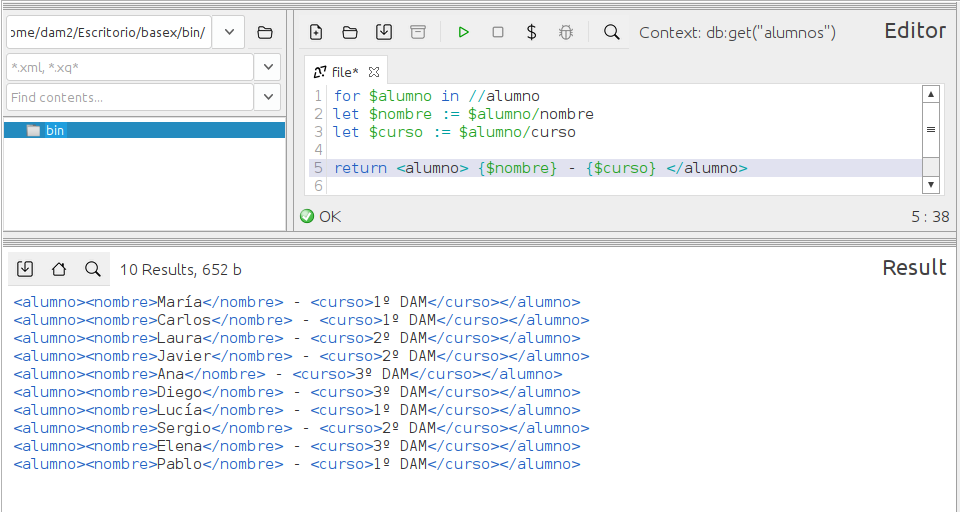 ome/dam2/Escritorio/basex/bin/
*.xml, *.xq*
Find contents...
bin
Context: db:get("alumnos")
Editor
file*
1 for $alumno in //alumno
2 let $nombre := $alumno/nombre
3 let $curso := $alumno/curso
4
5 return <alumno> {$nombre} - {$curso} </alumno>
6
OK
5 : 38
10 Results, 652 b
Result
<alumno><nombre>María</nombre> - <curso>1º DAM</curso></alumno>
<alumno><nombre>Carlos</nombre> - <curso>1º DAM</curso></alumno>
<alumno><nombre>Laura</nombre> - <curso>2º DAM</curso></alumno>
<alumno><nombre>Javier</nombre> - <curso>2º DAM</curso></alumno>
<alumno><nombre>Ana</nombre> - <curso>3º DAM</curso></alumno>
<alumno><nombre>Diego</nombre> - <curso>3º DAM</curso></alumno>
<alumno><nombre>Lucía</nombre> - <curso>1º DAM</curso></alumno>
<alumno><nombre>Sergio</nombre> - <curso>2º DAM</curso></alumno>
<alumno><nombre>Elena</nombre> - <curso>3º DAM</curso></alumno>
<alumno><nombre>Pablo</nombre> - <curso>1º DAM</curso></alumno>